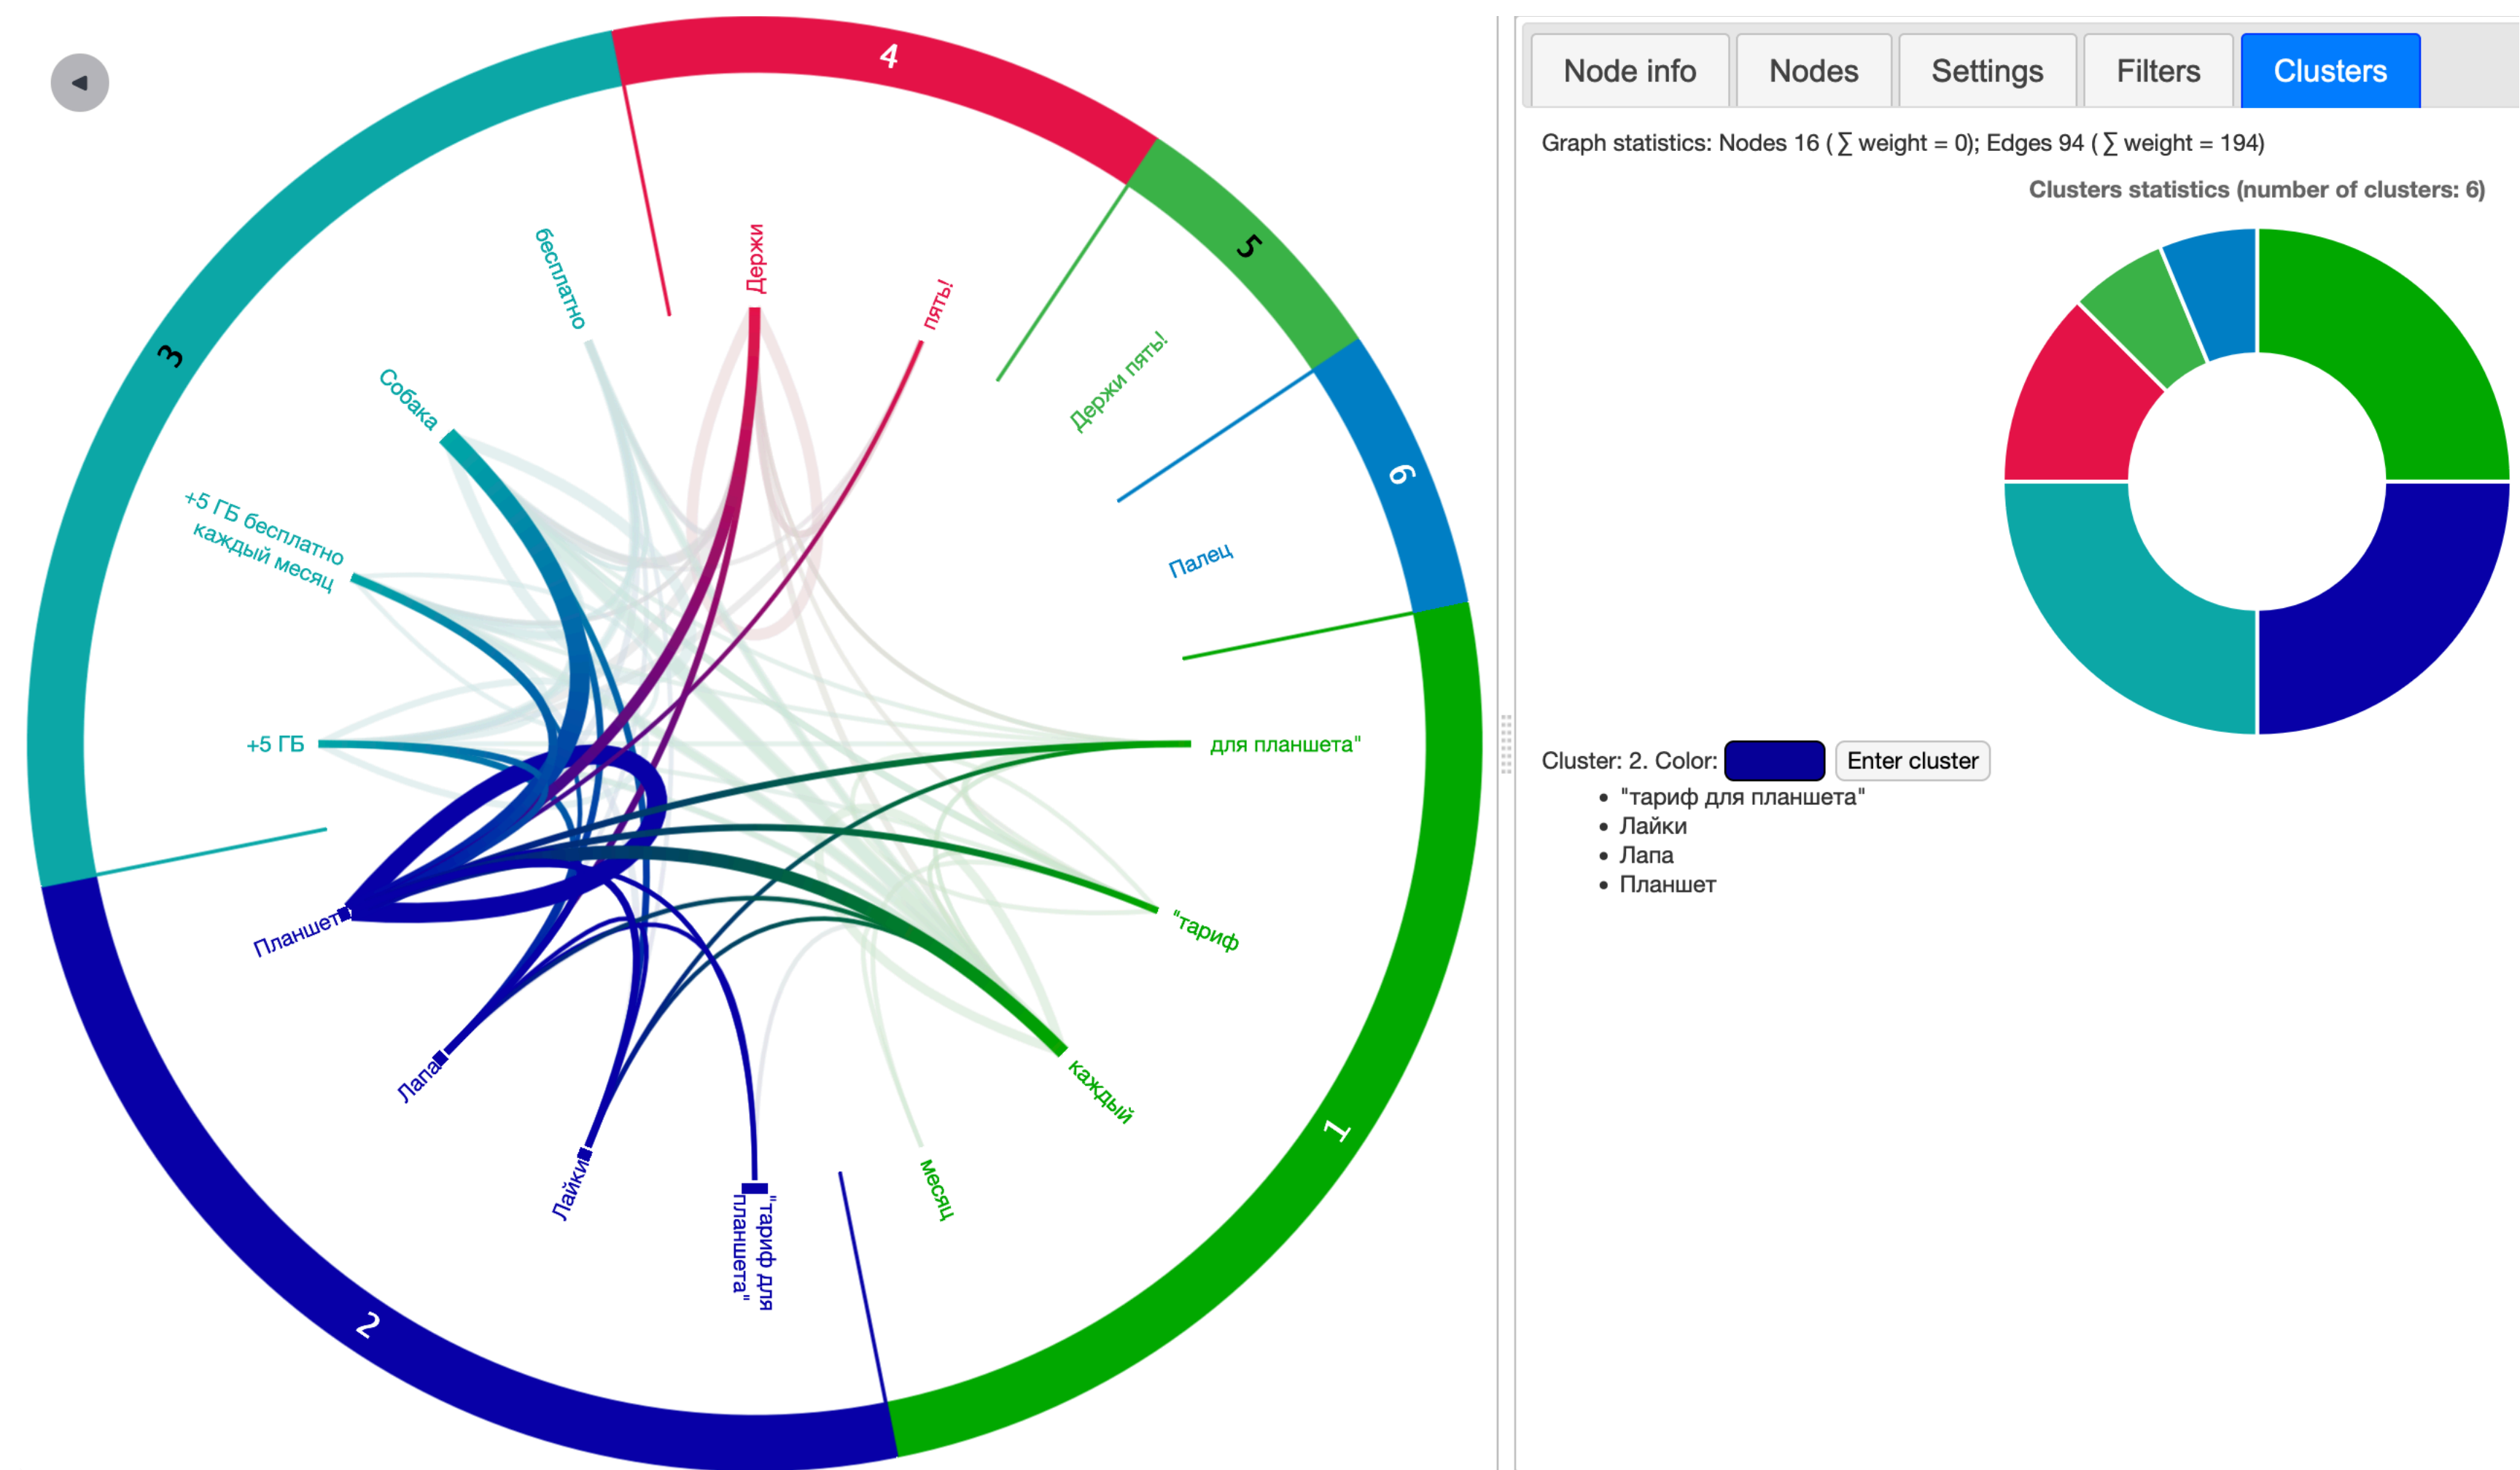 ◄
4
5
6
3
1
2
бесплатно
Держи
пять!
Держи пять!
Палец
Собака
+5 ГБ бесплатно
каждый месяц
+5 ГБ
для планшета"
Планшет
"тариф
Лапа
каждый
Лайки
месяц
"тариф для
планшета"
Node info
Nodes
Settings
Filters
Clusters
Graph statistics: Nodes 16 (∑ weight = 0); Edges 94 (∑ weight = 194)
Clusters statistics (number of clusters: 6)
Cluster: 2. Color: Enter cluster
• "тариф для планшета"
• Лайки
• Лапа
• Планшет